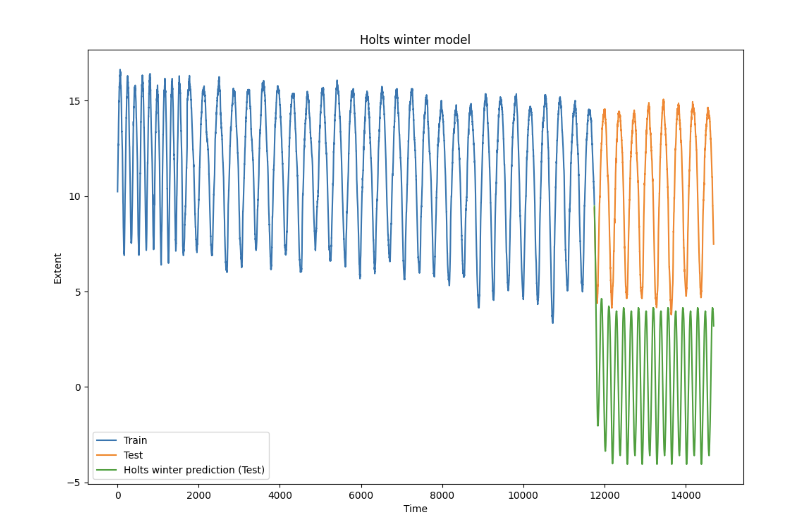 Holts winter model
Extent
15
10
5
0
−5
Train
Test
Holts winter prediction (Test)
0 2000 4000 6000 8000 10000 12000 14000
Time